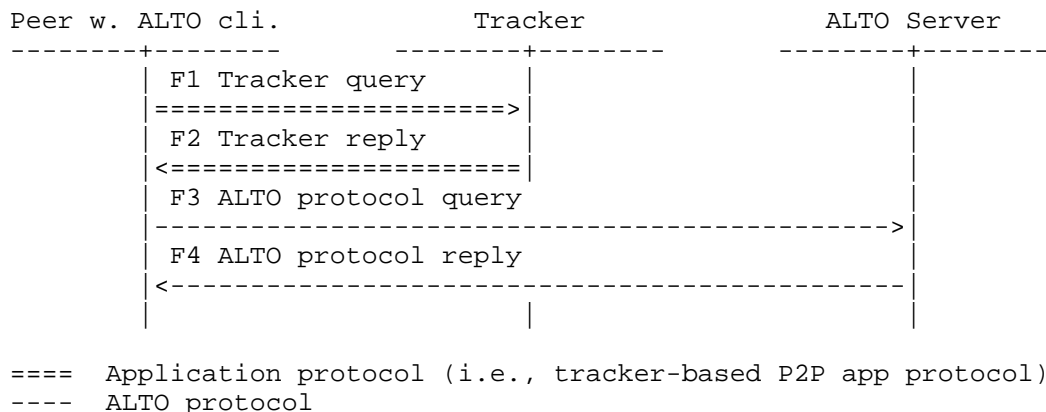 Peer w. ALTO cli.            Tracker               ALTO Server
--------+--------       --------+--------       --------+--------
        | F1 Tracker query      |                       |
        |======================>|                       |
        | F2 Tracker reply      |                       |
        |<======================|                       |
        | F3 ALTO protocol query                        |
        |---------------------------------------------->|
        | F4 ALTO protocol reply                        |
        |<----------------------------------------------|
        |                       |                       |
====  Application protocol (i.e., tracker-based P2P app protocol)
----  ALTO protocol